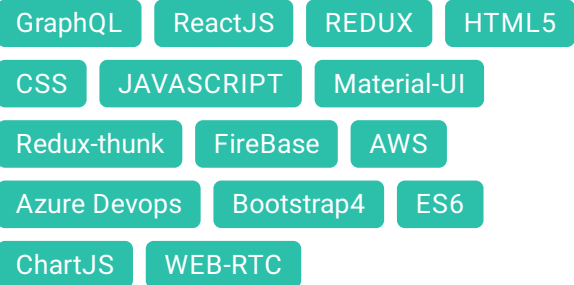 GraphQL ReactJS REDUX HTML5
CSS JAVASCRIPT Material-UI
Redux-thunk FireBase AWS
Azure Devops Bootstrap4 ES6
ChartJS WEB-RTC